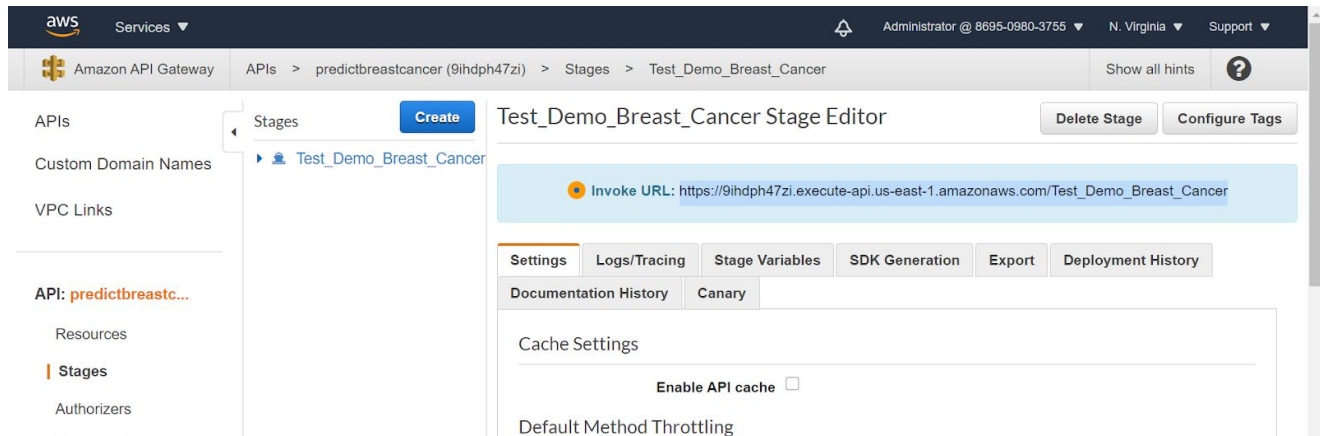 aws Services ▼ Administrator @ 8695-0980-3755 ▼ N. Virginia ▼ Support ▼
Amazon API Gateway APIs > predictbreastcancer (9ihdph47zi) > Stages > Test_Demo_Breast_Cancer Show all hints ?
APIs
Custom Domain Names
VPC Links
API: predictbreastc...
Resources
Stages
Authorizers
Stages Create
Test_Demo_Breast_Cancer
Test_Demo_Breast_Cancer Stage Editor Delete Stage Configure Tags
Invoke URL: https://9ihdph47zi.execute-api.us-east-1.amazonaws.com/Test_Demo_Breast_Cancer
Settings Logs/Tracing Stage Variables SDK Generation Export Deployment History
Documentation History Canary
Cache Settings
Enable API cache
Default Method Throttling